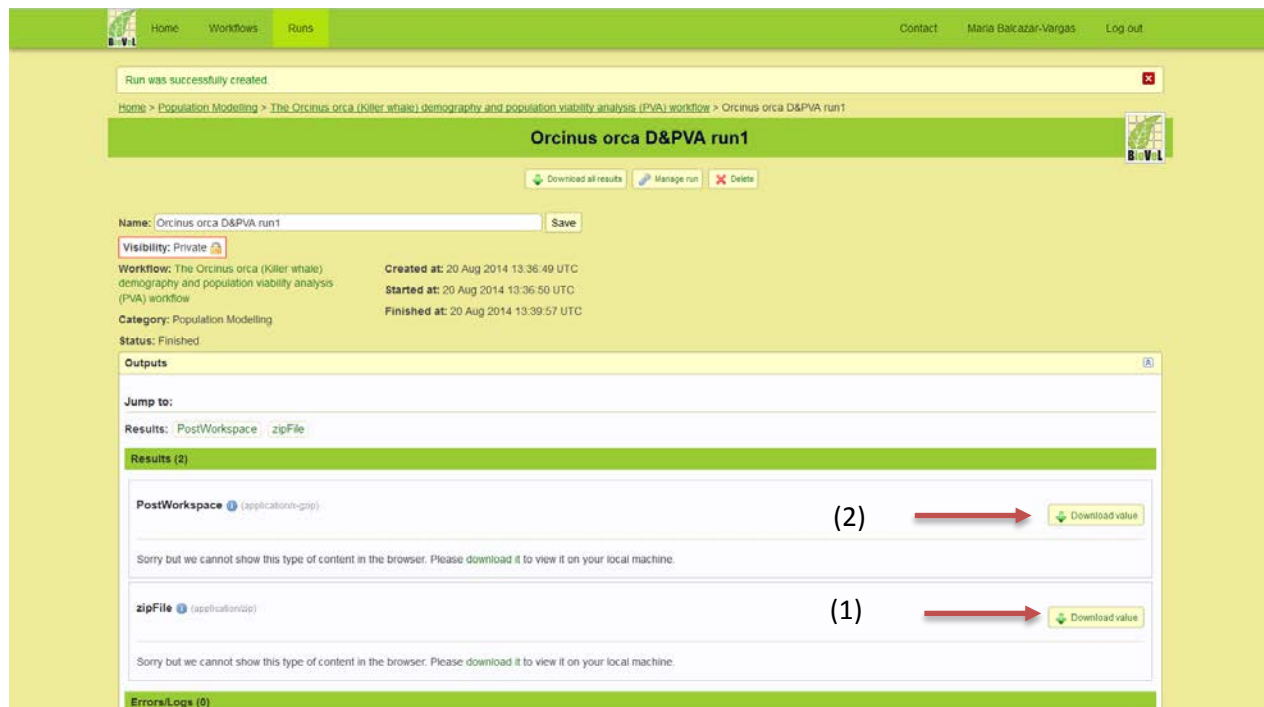 Home Workflows Runs Contact Maria Balcazar-Vargas Log out
BioVeL
Run was successfully created.
Home > Population Modelling > The Orcinus orca (Killer whale) demography and population viability analysis (PVA) workflow > Orcinus orca D&PVA run1
Orcinus orca D&PVA run1
BioVeL
Download all results Manage run Delete
Name: Orcinus orca D&PVA run1 Save
Visibility: Private
Workflow: The Orcinus orca (Killer whale)
demography and population viability analysis
(PVA) workflow
Category: Population Modelling
Status: Finished
Created at: 20 Aug 2014 13:36:49 UTC
Started at: 20 Aug 2014 13:36:50 UTC
Finished at: 20 Aug 2014 13:39:57 UTC
Outputs
Jump to:
Results: PostWorkspace zipFile
Results (2)
PostWorkspace (application/x-gzip)
(2)
Download value
Sorry but we cannot show this type of content in the browser. Please download it to view it on your local machine.
zipFile (application/zip)
(1)
Download value
Sorry but we cannot show this type of content in the browser. Please download it to view it on your local machine.
Errors/Logs (0)